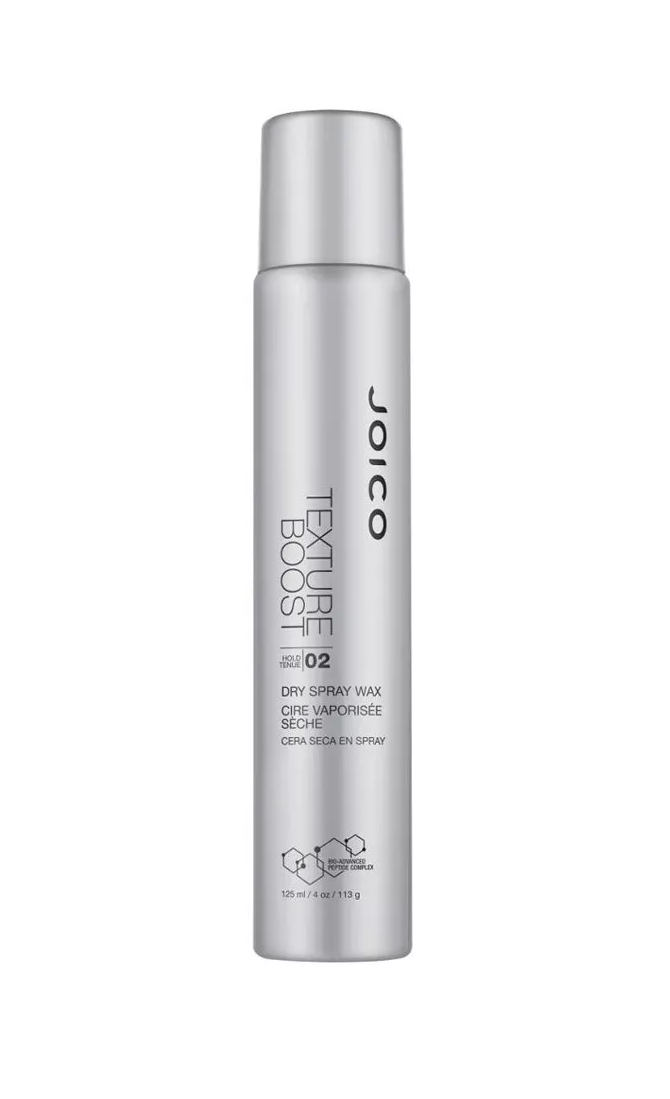 JOICO
TEXTURE
BOOST
HOLD
TENUE
02
DRY SPRAY WAX
CIRE VAPORISÉE
SÈCHE
CERA SECA EN SPRAY
BIO-ADVANCED
PEPTIDE COMPLEX
125 ml / 4 oz / 113 g